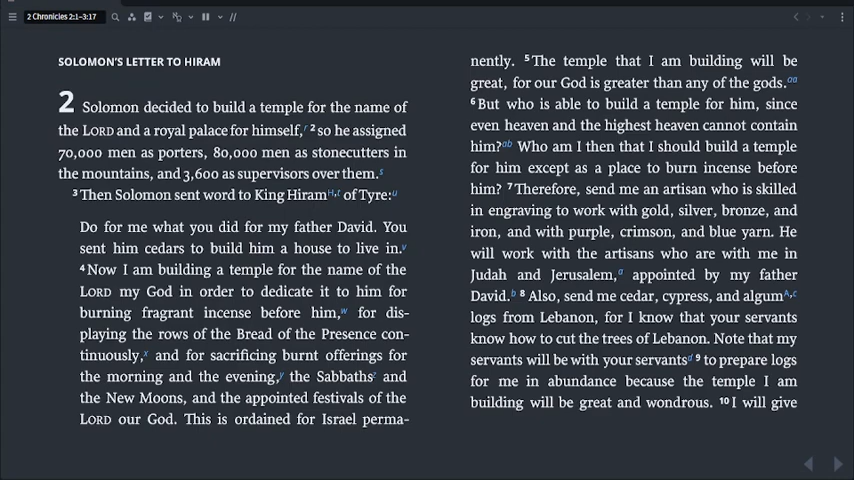 2 Chronicles 2:1–3:17
SOLOMON'S LETTER TO HIRAM
2 Solomon decided to build a temple for the name of
the LORD and a royal palace for himself,r 2 so he assigned
70,000 men as porters, 80,000 men as stonecutters in
the mountains, and 3,600 as supervisors over them.s
3 Then Solomon sent word to King HiramH,t of Tyre:u
Do for me what you did for my father David. You
sent him cedars to build him a house to live in.v
4 Now I am building a temple for the name of the
LORD my God in order to dedicate it to him for
burning fragrant incense before him,w for dis-
playing the rows of the Bread of the Presence con-
tinuously,x and for sacrificing burnt offerings for
the morning and the evening,y the Sabbathsz and
the New Moons, and the appointed festivals of the
LORD our God. This is ordained for Israel perma-
nently. 5 The temple that I am building will be
great, for our God is greater than any of the gods.aa
6 But who is able to build a temple for him, since
even heaven and the highest heaven cannot contain
him?ab Who am I then that I should build a temple
for him except as a place to burn incense before
him? 7 Therefore, send me an artisan who is skilled
in engraving to work with gold, silver, bronze, and
iron, and with purple, crimson, and blue yarn. He
will work with the artisans who are with me in
Judah and Jerusalem,a appointed by my father
David.b 8 Also, send me cedar, cypress, and algumA,c
logs from Lebanon, for I know that your servants
know how to cut the trees of Lebanon. Note that my
servants will be with your servantsd 9 to prepare logs
for me in abundance because the temple I am
building will be great and wondrous. 10 I will give